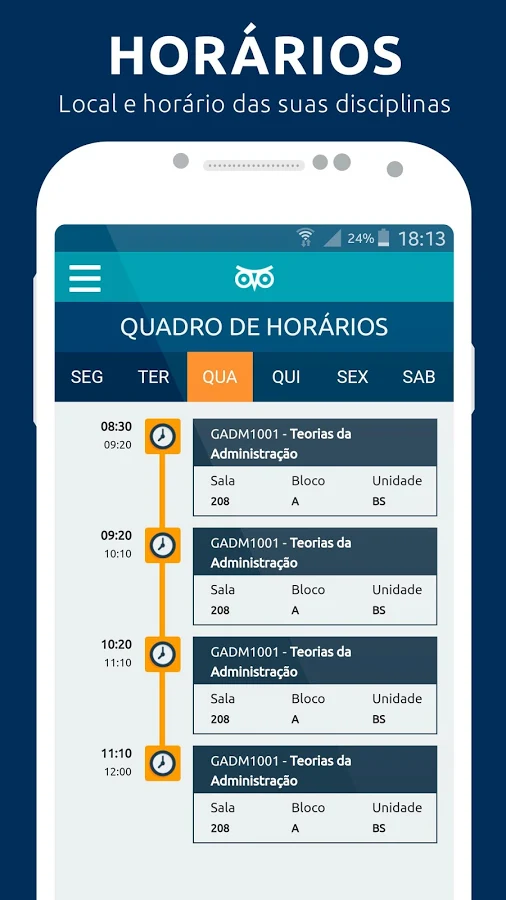 HORÁRIOS
Local e horário das suas disciplinas
24% 18:13
QUADRO DE HORÁRIOS
SEG TER QUA QUI SEX SAB
08:30
09:20
GADM1001 - Teorias da
Administração
Sala Bloco Unidade
208 A BS
09:20
10:10
GADM1001 - Teorias da
Administração
Sala Bloco Unidade
208 A BS
10:20
11:10
GADM1001 - Teorias da
Administração
Sala Bloco Unidade
208 A BS
11:10
12:00
GADM1001 - Teorias da
Administração
Sala Bloco Unidade
208 A BS